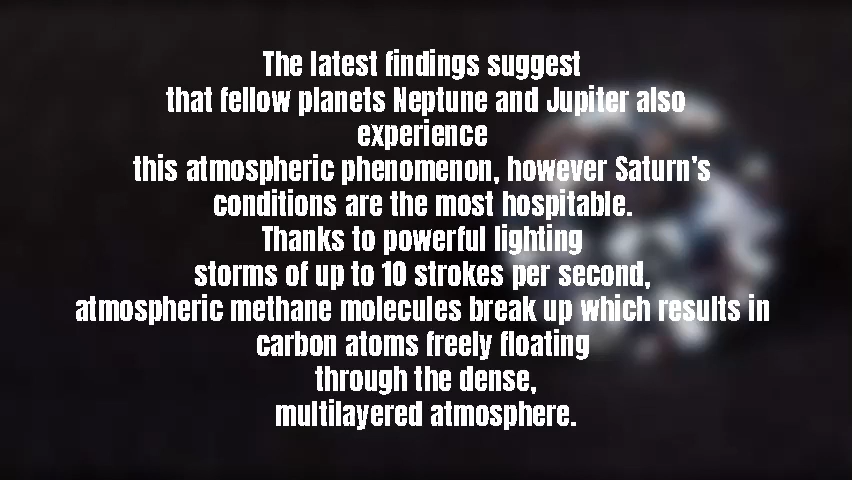 The latest findings suggest
that fellow planets Neptune and Jupiter also
experience
this atmospheric phenomenon, however Saturn's
conditions are the most hospitable.
Thanks to powerful lighting
storms of up to 10 strokes per second,
atmospheric methane molecules break up which results in
carbon atoms freely floating
through the dense,
multilayered atmosphere.